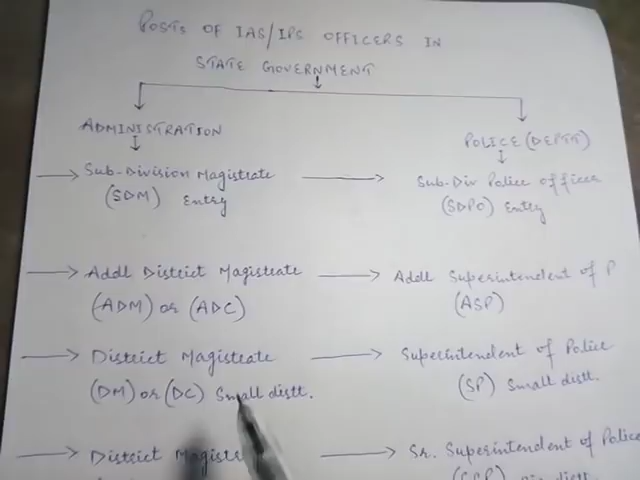 POSTS OF IAS/IPS OFFICERS IN
STATE GOVERNMENT
ADMINISTRATION
POLICE (DEPTT)
Sub-Division Magistrate
(SDM) Entry
Sub-Div Police officer
(SDPO) Entry
Addl District Magistrate
(ADM) or (ADC)
Addl Superintendent of P
(ASP)
District Magistrate
(DM) or (DC) Small distt.
Superintendent of Police
(SP) Small distt.
District
Sr. Superintendent of Police